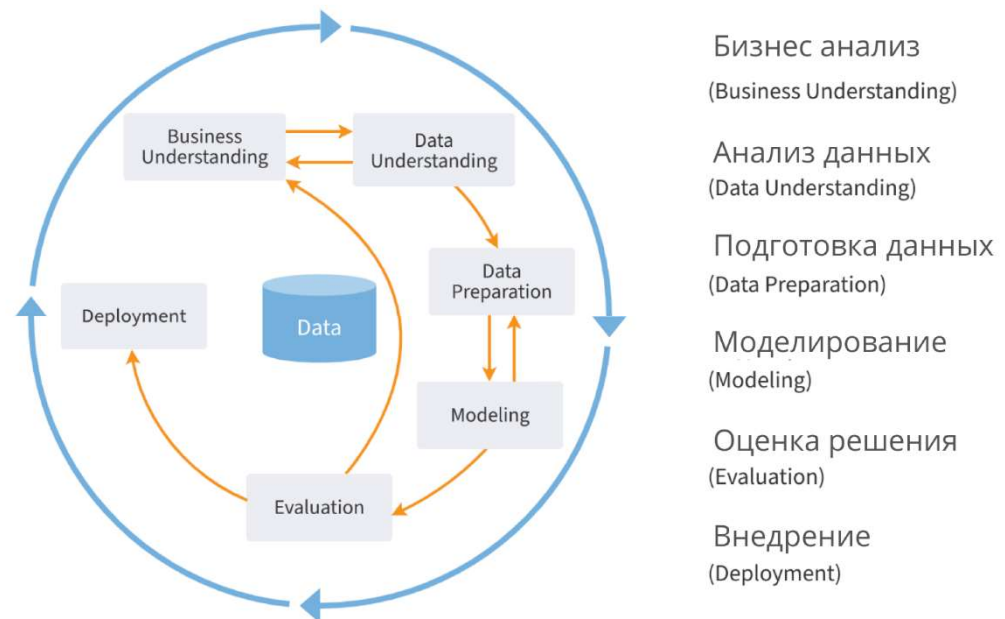 Business
Understanding
Data
Understanding
Data
Preparation
Deployment
Data
Modeling
Evaluation
Бизнес анализ
(Business Understanding)
Анализ данных
(Data Understanding)
Подготовка данных
(Data Preparation)
Моделирование
(Modeling)
Оценка решения
(Evaluation)
Внедрение
(Deployment)